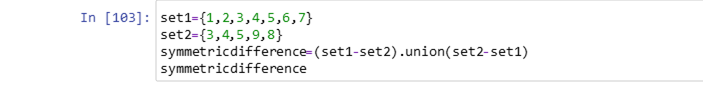 In [103]: set1={1,2,3,4,5,6,7}
set2={3,4,5,9,8}
symmetricdifference=(set1-set2).union(set2-set1)
symmetricdifference